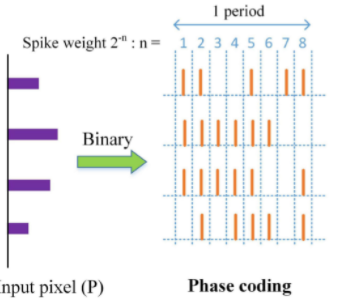 1 period
Spike weight 2⁻ⁿ : n = 1 2 3 4 5 6 7 8
Binary
nput pixel (P)
Phase coding